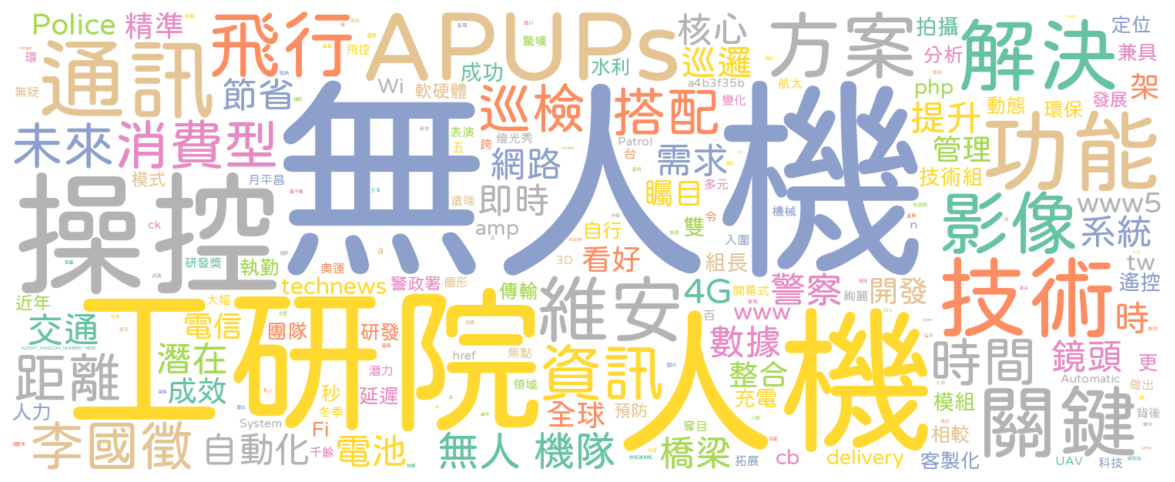 Police 精準 飛行 APUPs 核心 方案 拍攝 解決 定位
通訊 節省 Wi 成功 水利 巡邏 分析 兼具
無疑 軟硬體 驚嘆 a4b3f35b 航太 php 發展 架
未來 消費型 無人機 巡檢 搭配 變化 提升 動態 環保
表演 跨 燈光秀 Patrol 管理 功能
模式 月平昌 五 網路 台 需求 多元 技術組
操控 遠端 即時 矚目 雙 令 機械 影像 www5
ck amp 自行 入圍 系統
研發獎 執勤 奧運 a 3D 看好 組長 n tw
technews 警政署 圖形 傳輸 4G 開幕式 警察 絢麗 開發 技術 遙控
近年 大幅 工研院 維安 百 www 人機 時
交通 電信 團隊 研發 數據
距離 潛在 秒 延遲 潛力 href 焦點 資訊 整合 時間 鏡頭 更
成效 冬季 領域 充電 模組 Automatic 做出
人力 System Fi 全球 預防 奪目 關鍵 背後
李國徵 自動化 千餘 電池 無人 機隊 橋梁 拓展 cb delivery 相較 客製化 UAV 科技